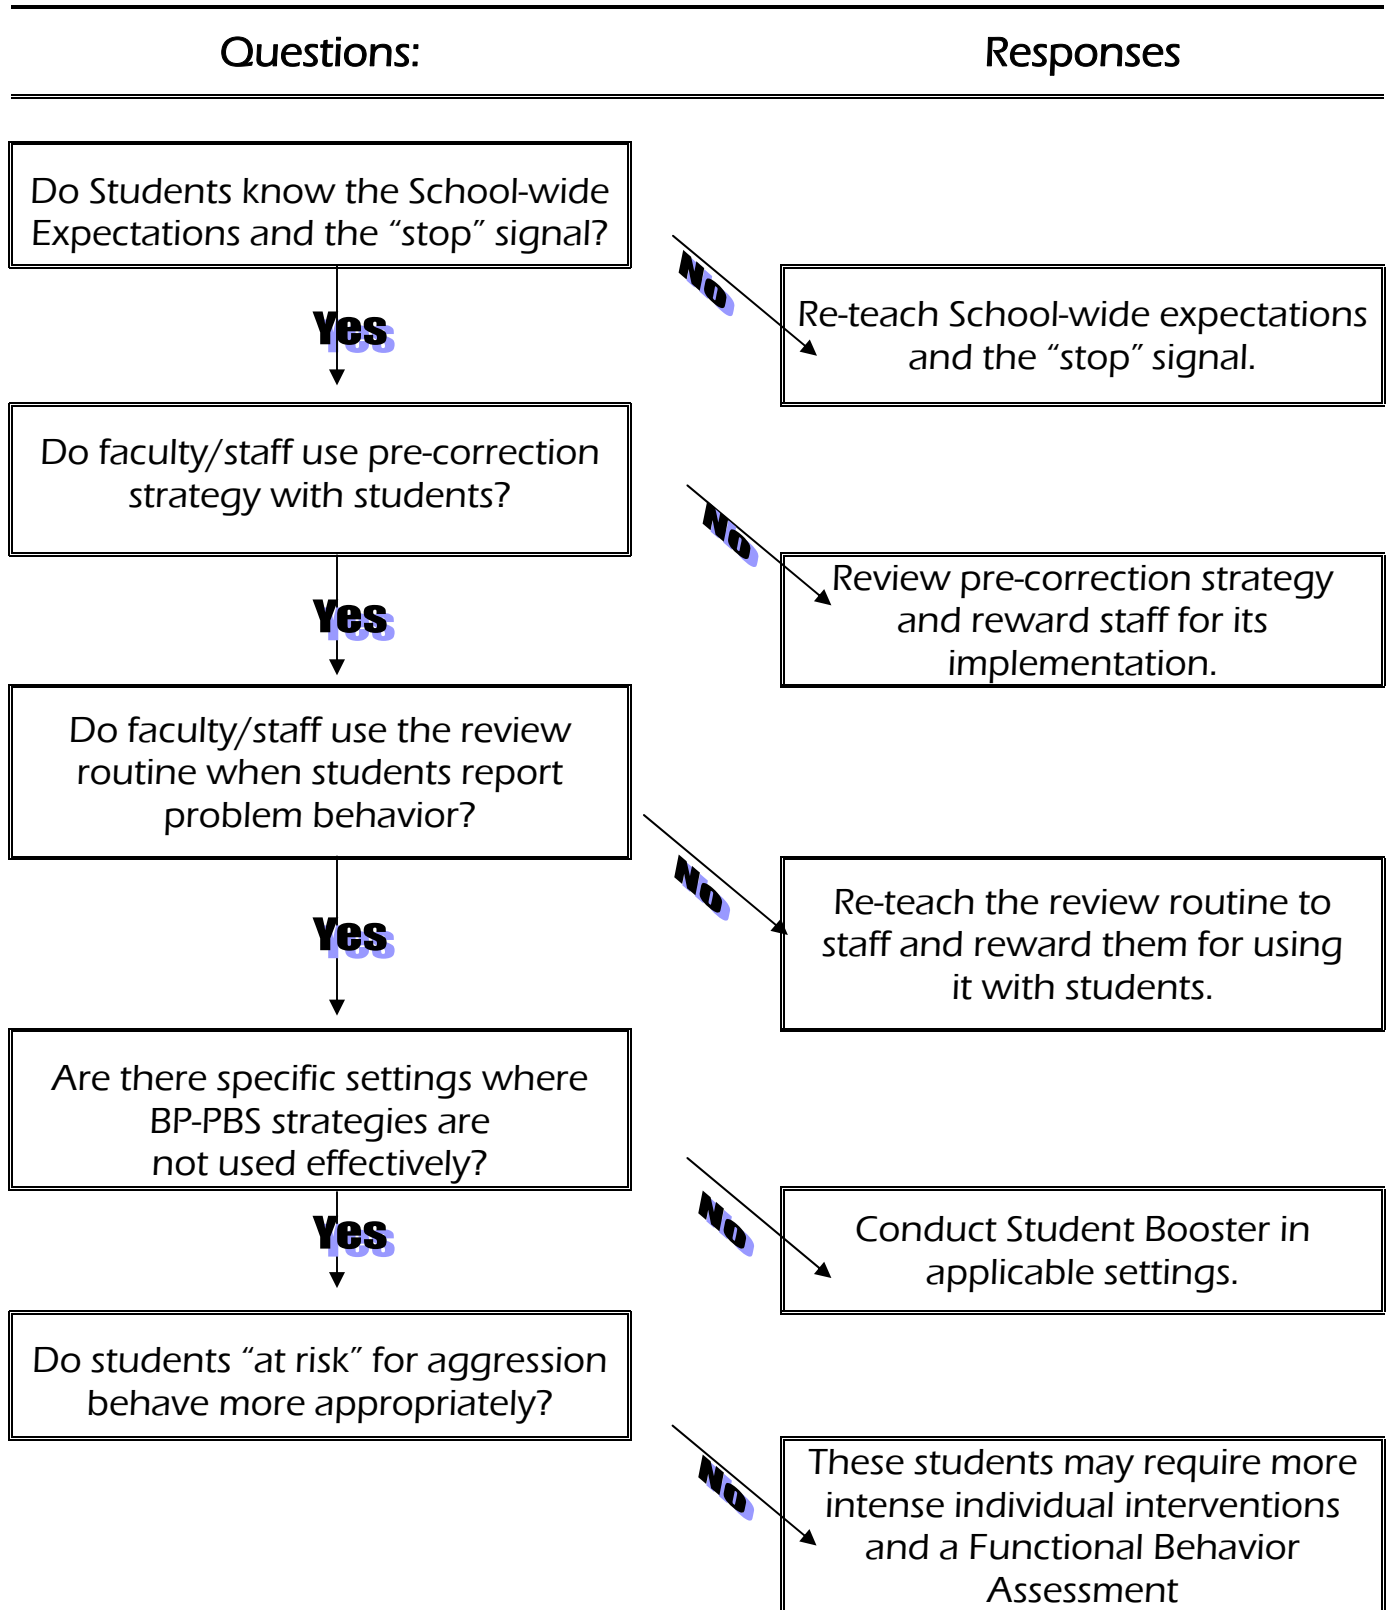 Questions:
Responses
Do Students know the School-wide
Expectations and the “stop” signal?
No
Re-teach School-wide expectations
and the “stop” signal.
Yes
Do faculty/staff use pre-correction
strategy with students?
No
Review pre-correction strategy
and reward staff for its
implementation.
Yes
Do faculty/staff use the review
routine when students report
problem behavior?
No
Re-teach the review routine to
staff and reward them for using
it with students.
Yes
Are there specific settings where
BP-PBS strategies are
not used effectively?
No
Conduct Student Booster in
applicable settings.
Yes
Do students “at risk” for aggression
behave more appropriately?
No
These students may require more
intense individual interventions
and a Functional Behavior
Assessment